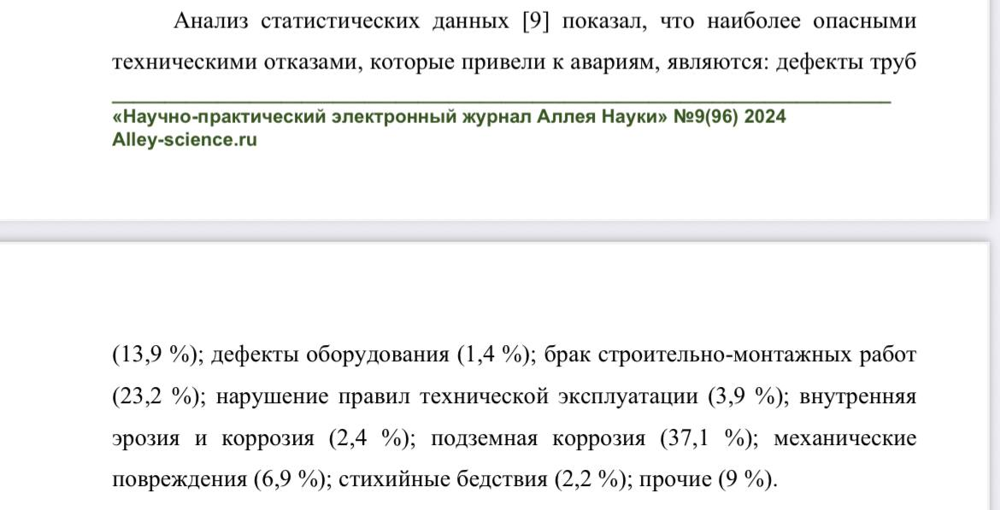 Анализ статистических данных [9] показал, что наиболее опасными
техническими отказами, которые привели к авариям, являются: дефекты труб
«Научно-практический электронный журнал Аллея Науки» №9(96) 2024
Alley-science.ru
(13,9 %); дефекты оборудования (1,4 %); брак строительно-монтажных работ
(23,2 %); нарушение правил технической эксплуатации (3,9 %); внутренняя
эрозия и коррозия (2,4 %); подземная коррозия (37,1 %); механические
повреждения (6,9 %); стихийные бедствия (2,2 %); прочие (9 %).